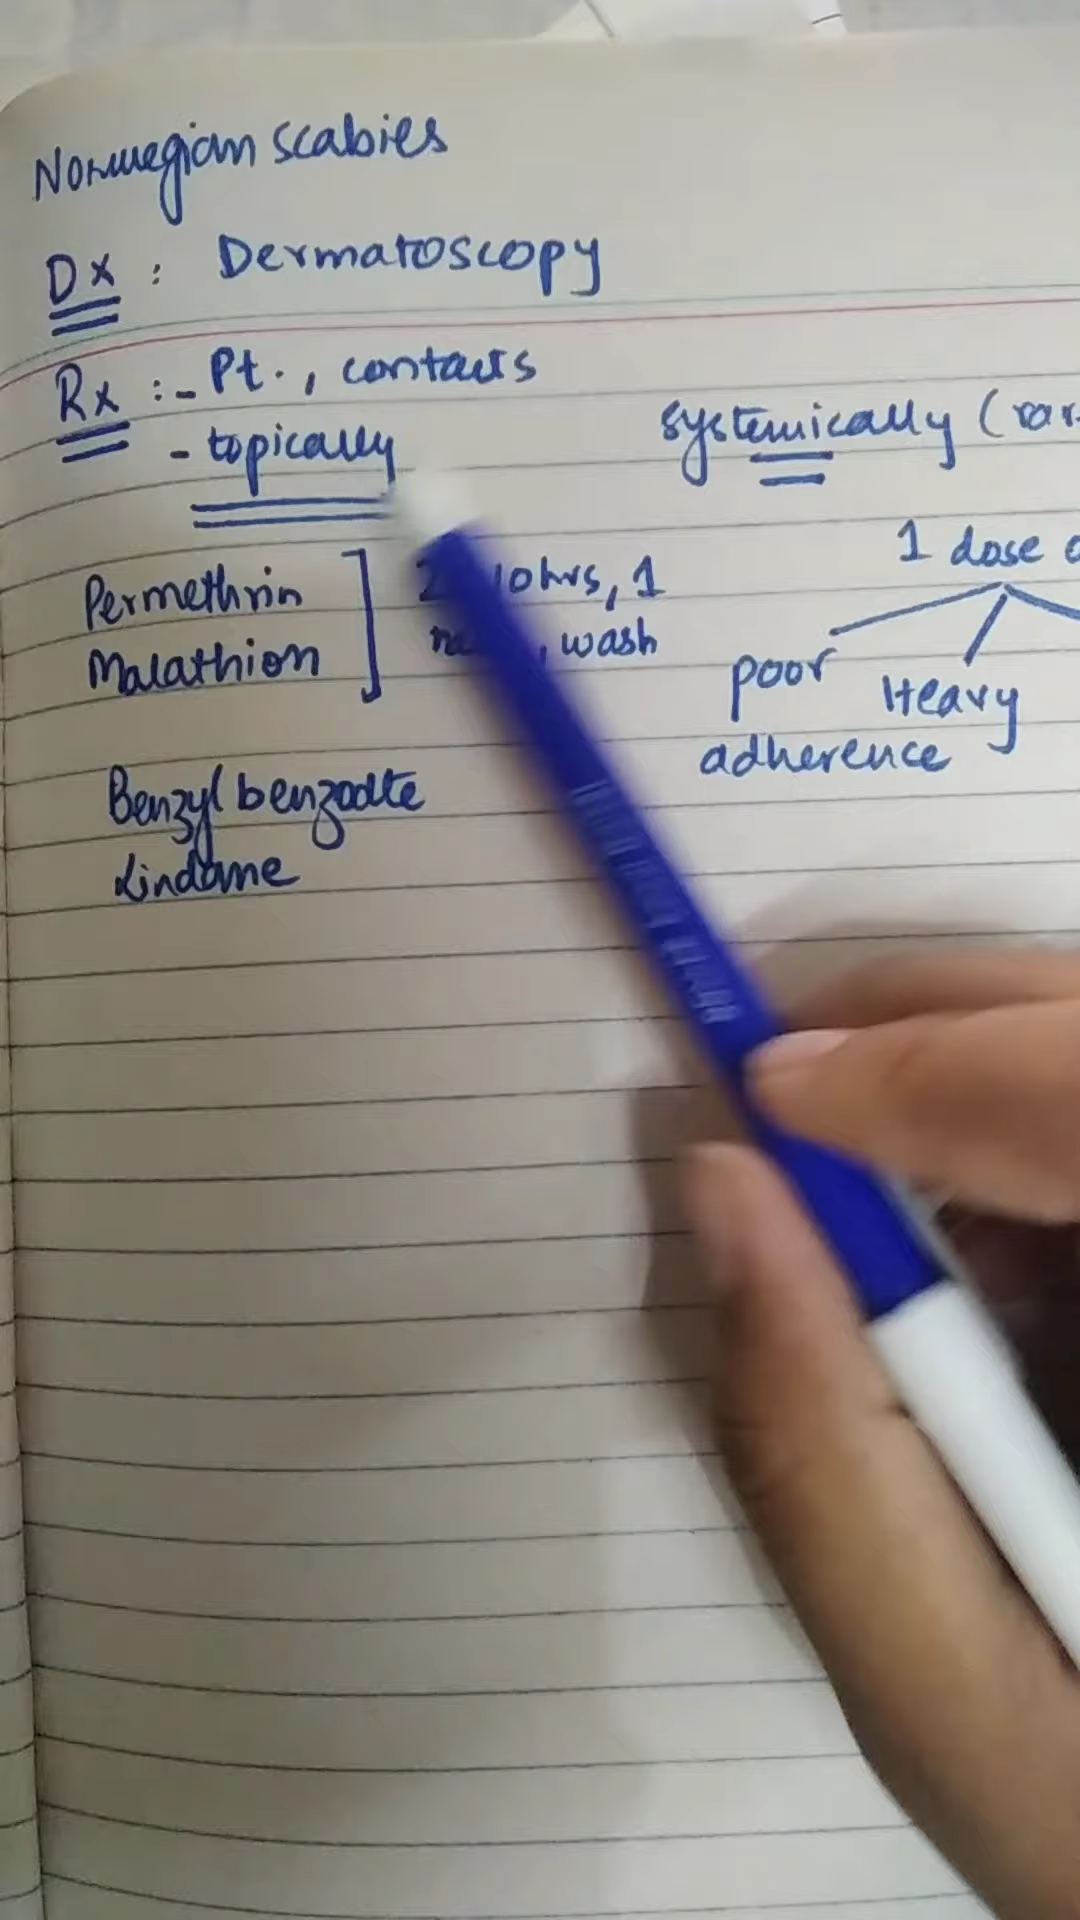 Norwegian scabies
Dx : Dermatoscopy
Rx :- Pt., contacts
- topically
systemically (
Permethrin
Malathion
10hrs, 1
, wash
1 dose
poor adherence
Heavy
Benzyl benzoate
Lindane